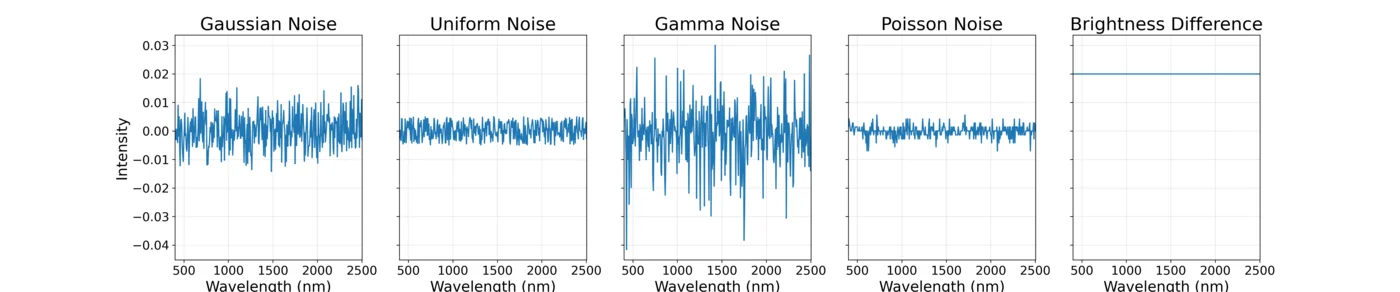 Gaussian Noise
Uniform Noise
Gamma Noise
Poisson Noise
Brightness Difference
Intensity
0.03
0.02
0.01
0.00
−0.01
−0.02
−0.03
−0.04
500 1000 1500 2000 2500
500 1000 1500 2000 2500
500 1000 1500 2000 2500
500 1000 1500 2000 2500
500 1000 1500 2000 2500
Wavelength (nm)
Wavelength (nm)
Wavelength (nm)
Wavelength (nm)
Wavelength (nm)